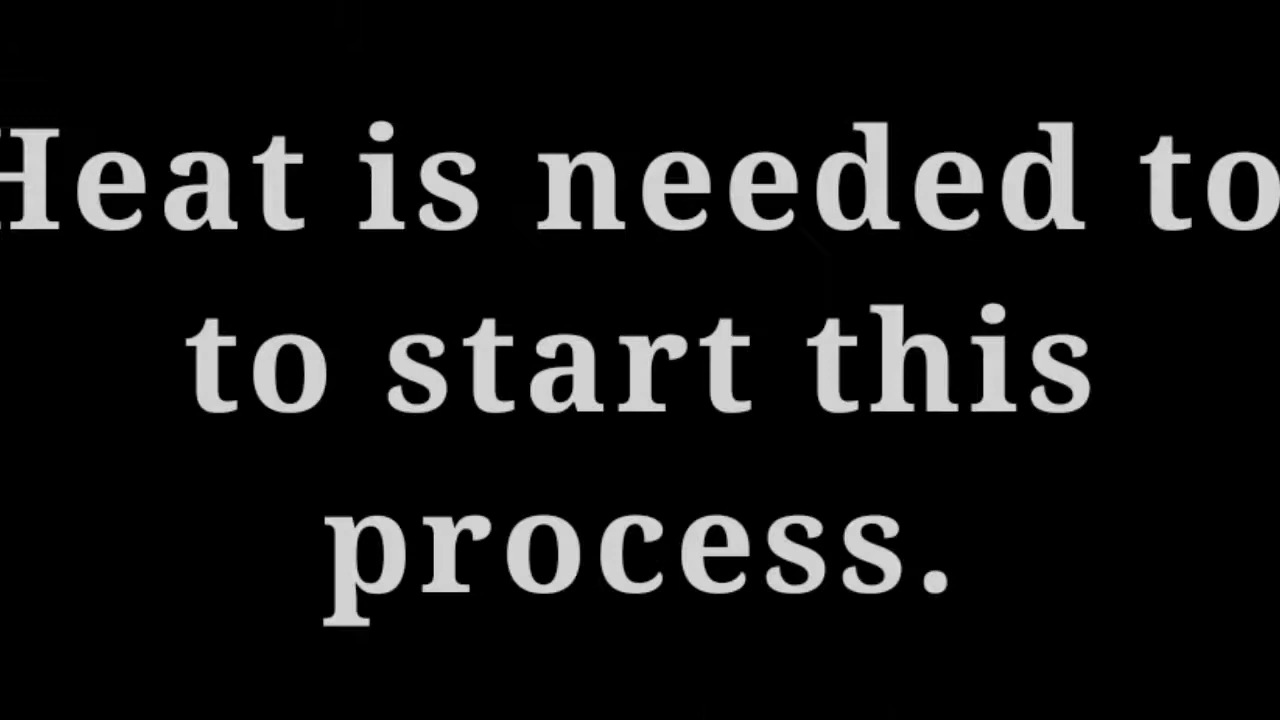 Heat is needed to
to start this
process.